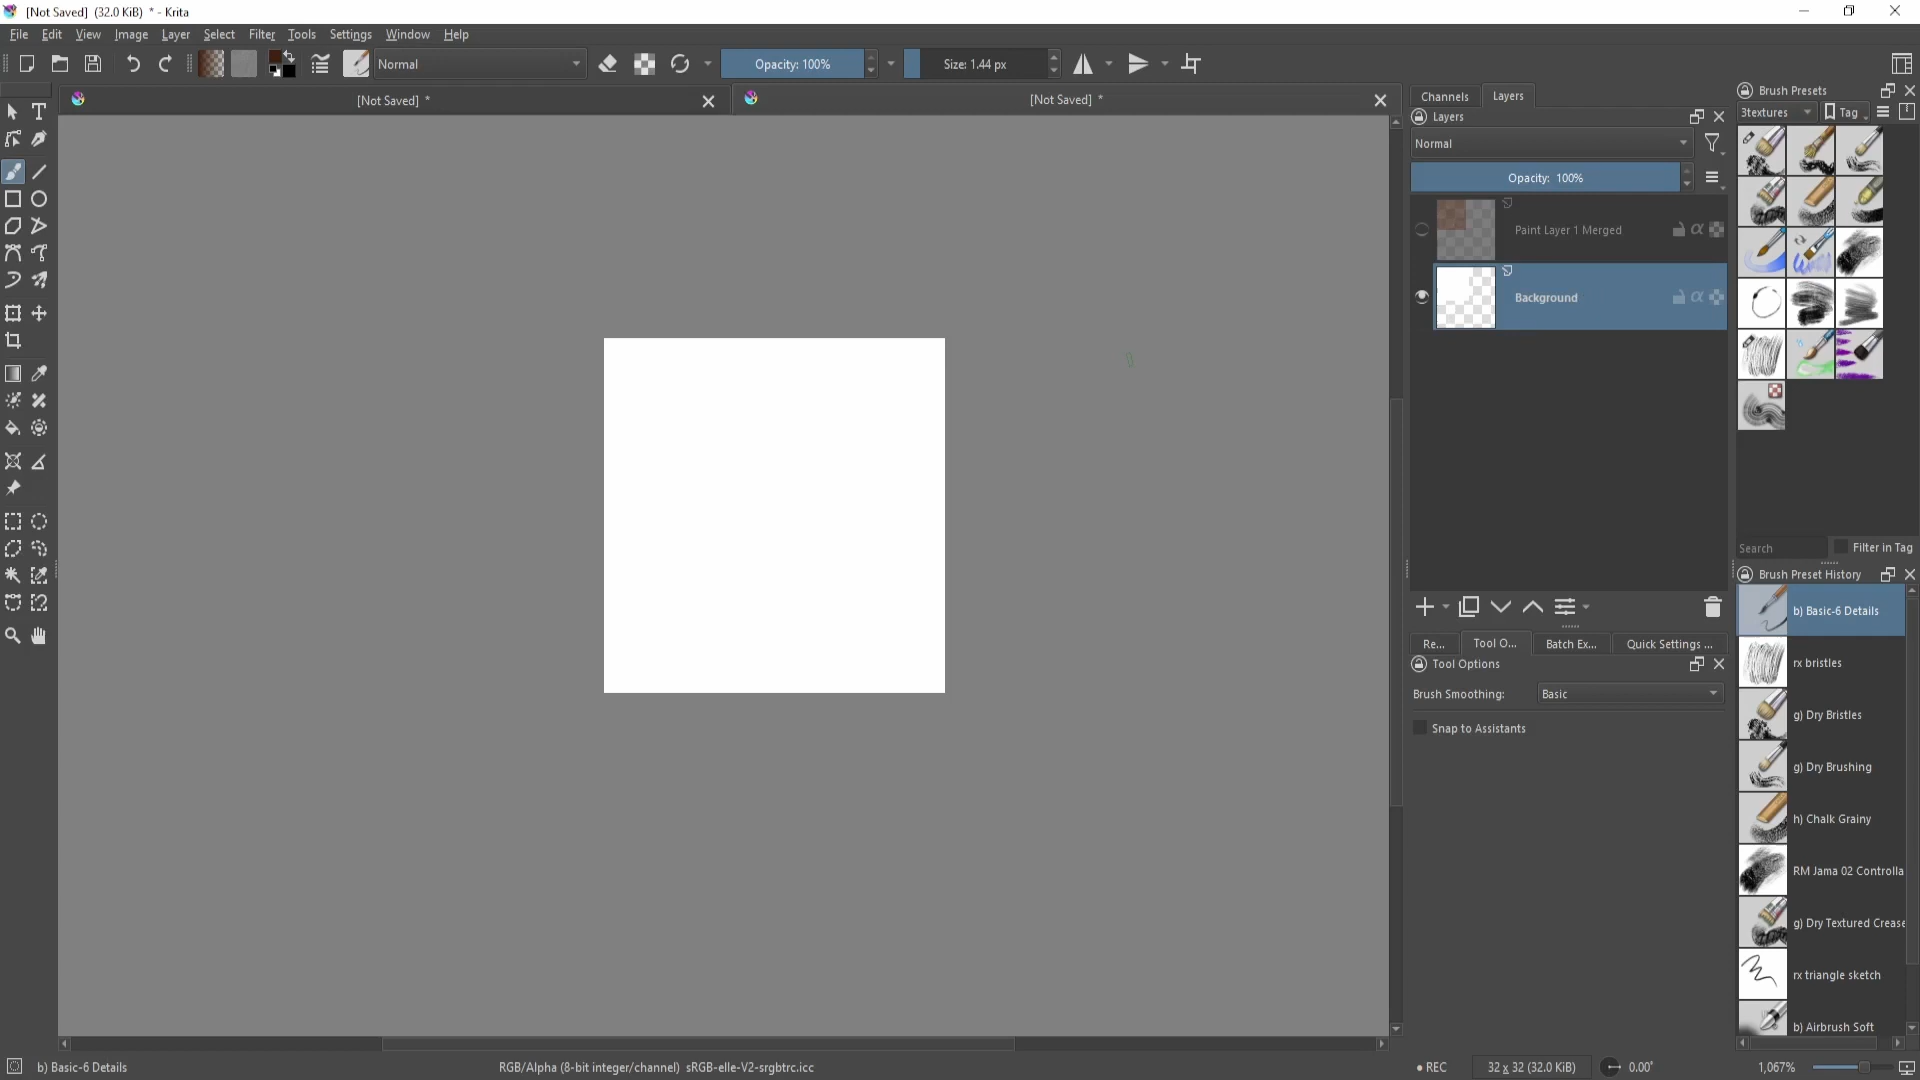 [Not Saved] (32.0 KiB) * - Krita
File Edit View Image Layer Select Filter Tools Settings Window Help
Normal
Opacity: 100%
Size: 1.44 px
[Not Saved] *
[Not Saved] *
Channels
Layers
Layers
Normal
Opacity: 100%
Paint Layer 1 Merged
Background
Re...
Tool O...
Batch Ex...
Quick Settings ...
Tool Options
Brush Smoothing:
Basic
Snap to Assistants
Brush Presets
3textures
Tag
Search
Filter in Tag
Brush Preset History
b) Basic-6 Details
rx bristles
g) Dry Bristles
g) Dry Brushing
h) Chalk Grainy
RM Jama 02 Controlla
g) Dry Textured Crease
rx triangle sketch
b) Airbrush Soft
b) Basic-6 Details
RGB/Alpha (8-bit integer/channel) sRGB-elle-V2-srgbtrc.icc
REC
32 x 32 (32.0 KiB)
0.00°
1,067%